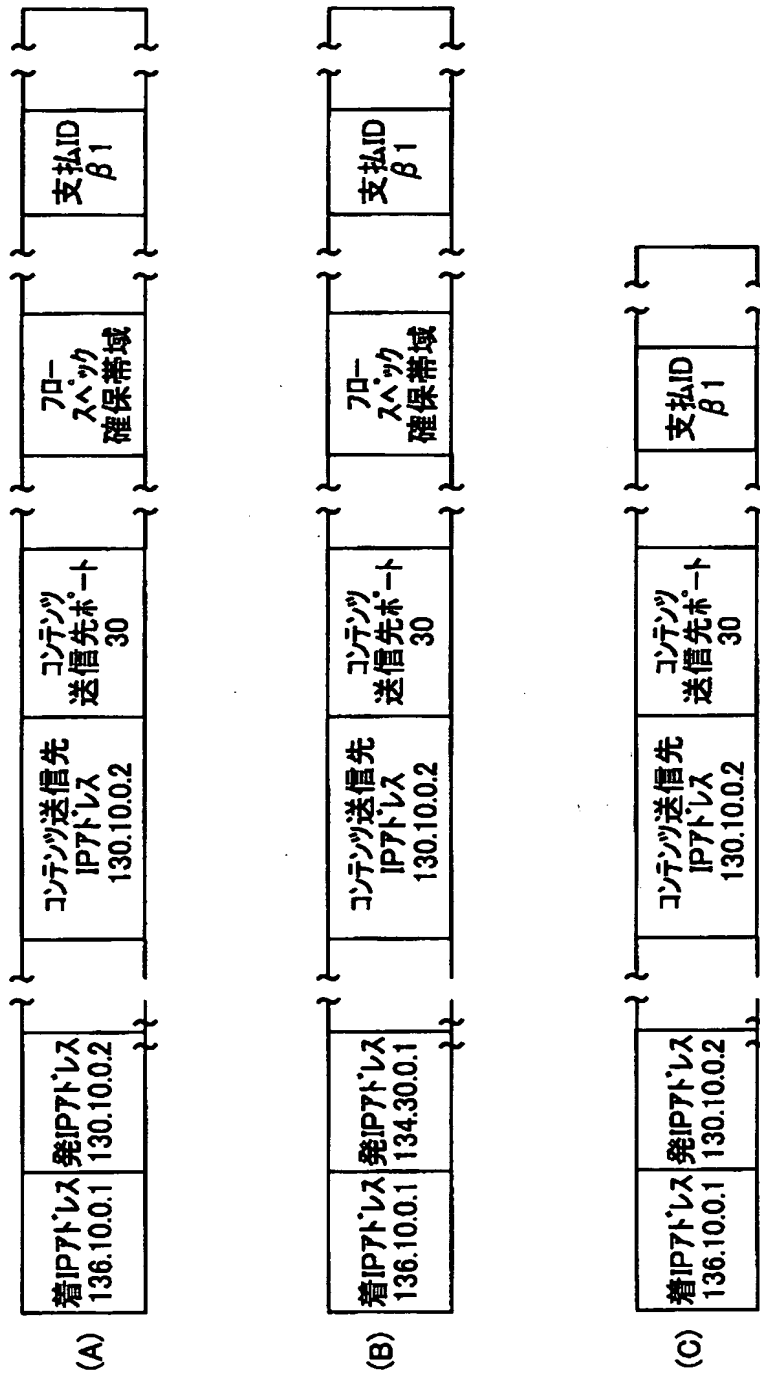 (A)
着IPアドレス
136.10.0.1
発IPアドレス
130.10.0.2
コンテンツ送信先
IPアドレス
130.10.0.2
コンテンツ
送信先ポート
30
フロー
スペック
確保帯域
支払ID
β1
(B)
着IPアドレス
136.10.0.1
発IPアドレス
134.30.0.1
コンテンツ送信先
IPアドレス
130.10.0.2
コンテンツ
送信先ポート
30
フロー
スペック
確保帯域
支払ID
β1
(C)
着IPアドレス
136.10.0.1
発IPアドレス
130.10.0.2
コンテンツ送信先
IPアドレス
130.10.0.2
コンテンツ
送信先ポート
30
支払ID
β1